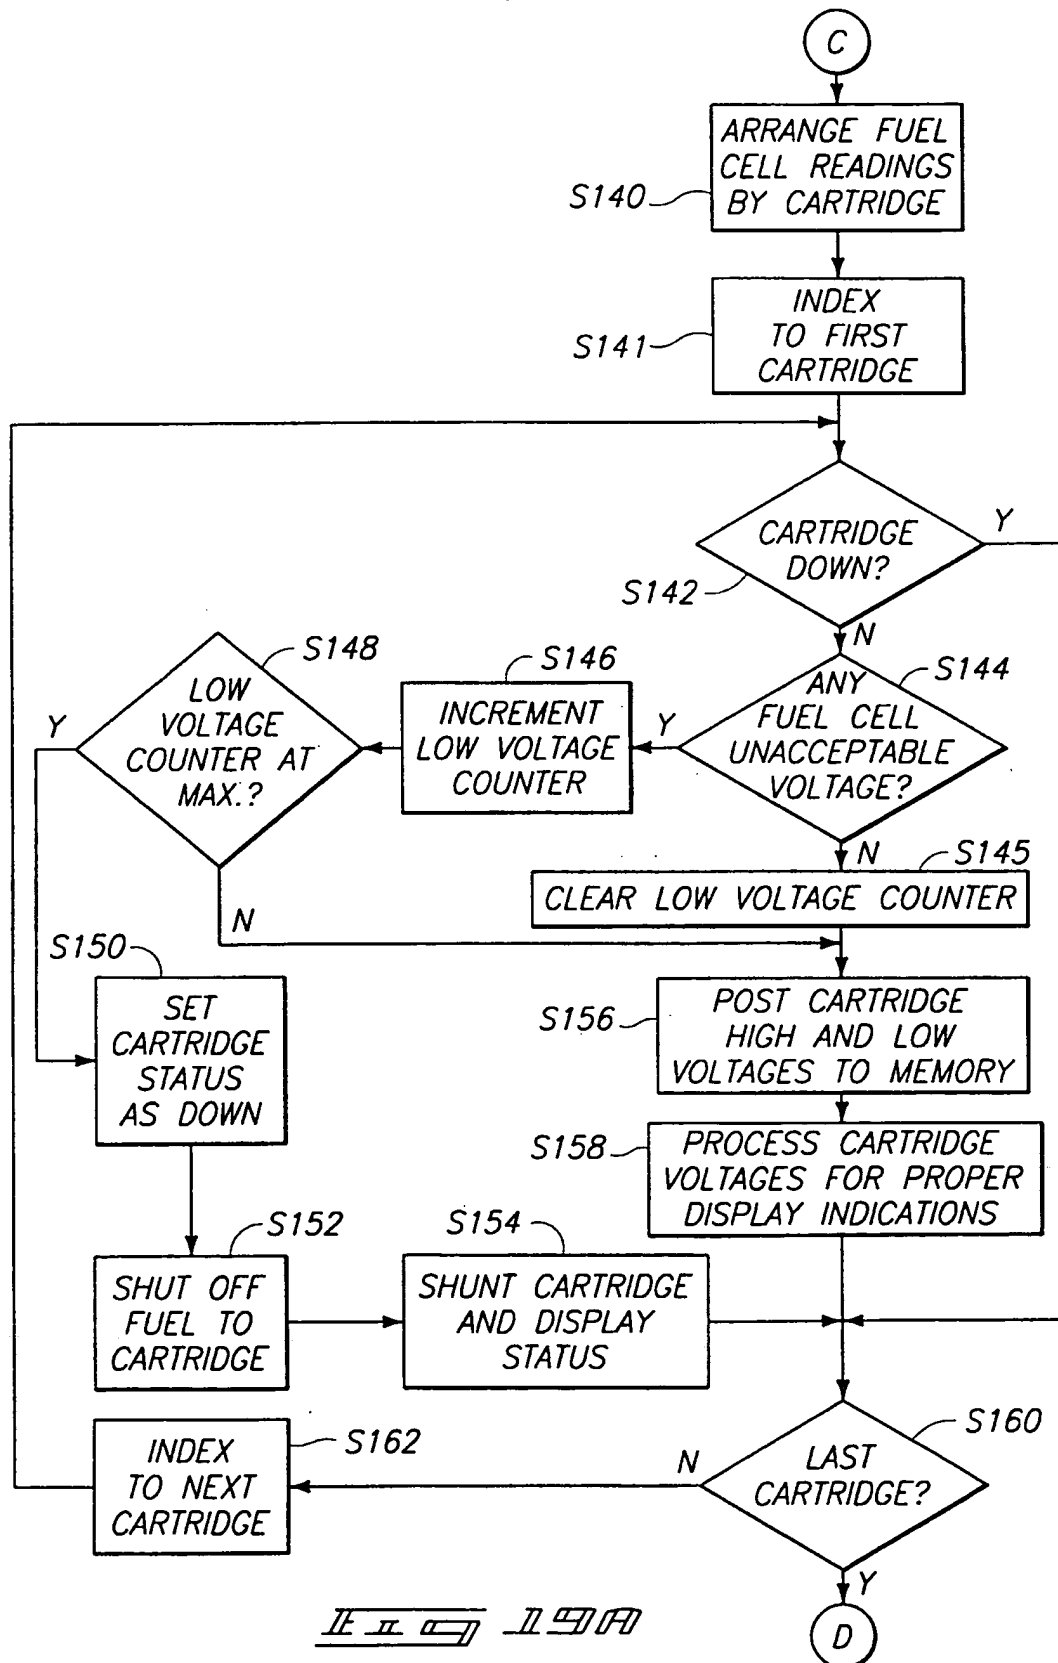 C
ARRANGE FUEL
CELL READINGS
BY CARTRIDGE
S140
INDEX
TO FIRST
CARTRIDGE
S141
CARTRIDGE
DOWN?
Y
S142
N
S148
LOW
VOLTAGE
COUNTER AT
MAX.?
Y
N
S146
INCREMENT
LOW VOLTAGE
COUNTER
Y
S144
ANY
FUEL CELL
UNACCEPTABLE
VOLTAGE?
N
S145
CLEAR LOW VOLTAGE COUNTER
S150
SET
CARTRIDGE
STATUS
AS DOWN
S156
POST CARTRIDGE
HIGH AND LOW
VOLTAGES TO MEMORY
S158
PROCESS CARTRIDGE
VOLTAGES FOR PROPER
DISPLAY INDICATIONS
S152
SHUT OFF
FUEL TO
CARTRIDGE
S154
SHUNT CARTRIDGE
AND DISPLAY
STATUS
S162
INDEX
TO NEXT
CARTRIDGE
N
S160
LAST
CARTRIDGE?
Y
D
FIG 19A